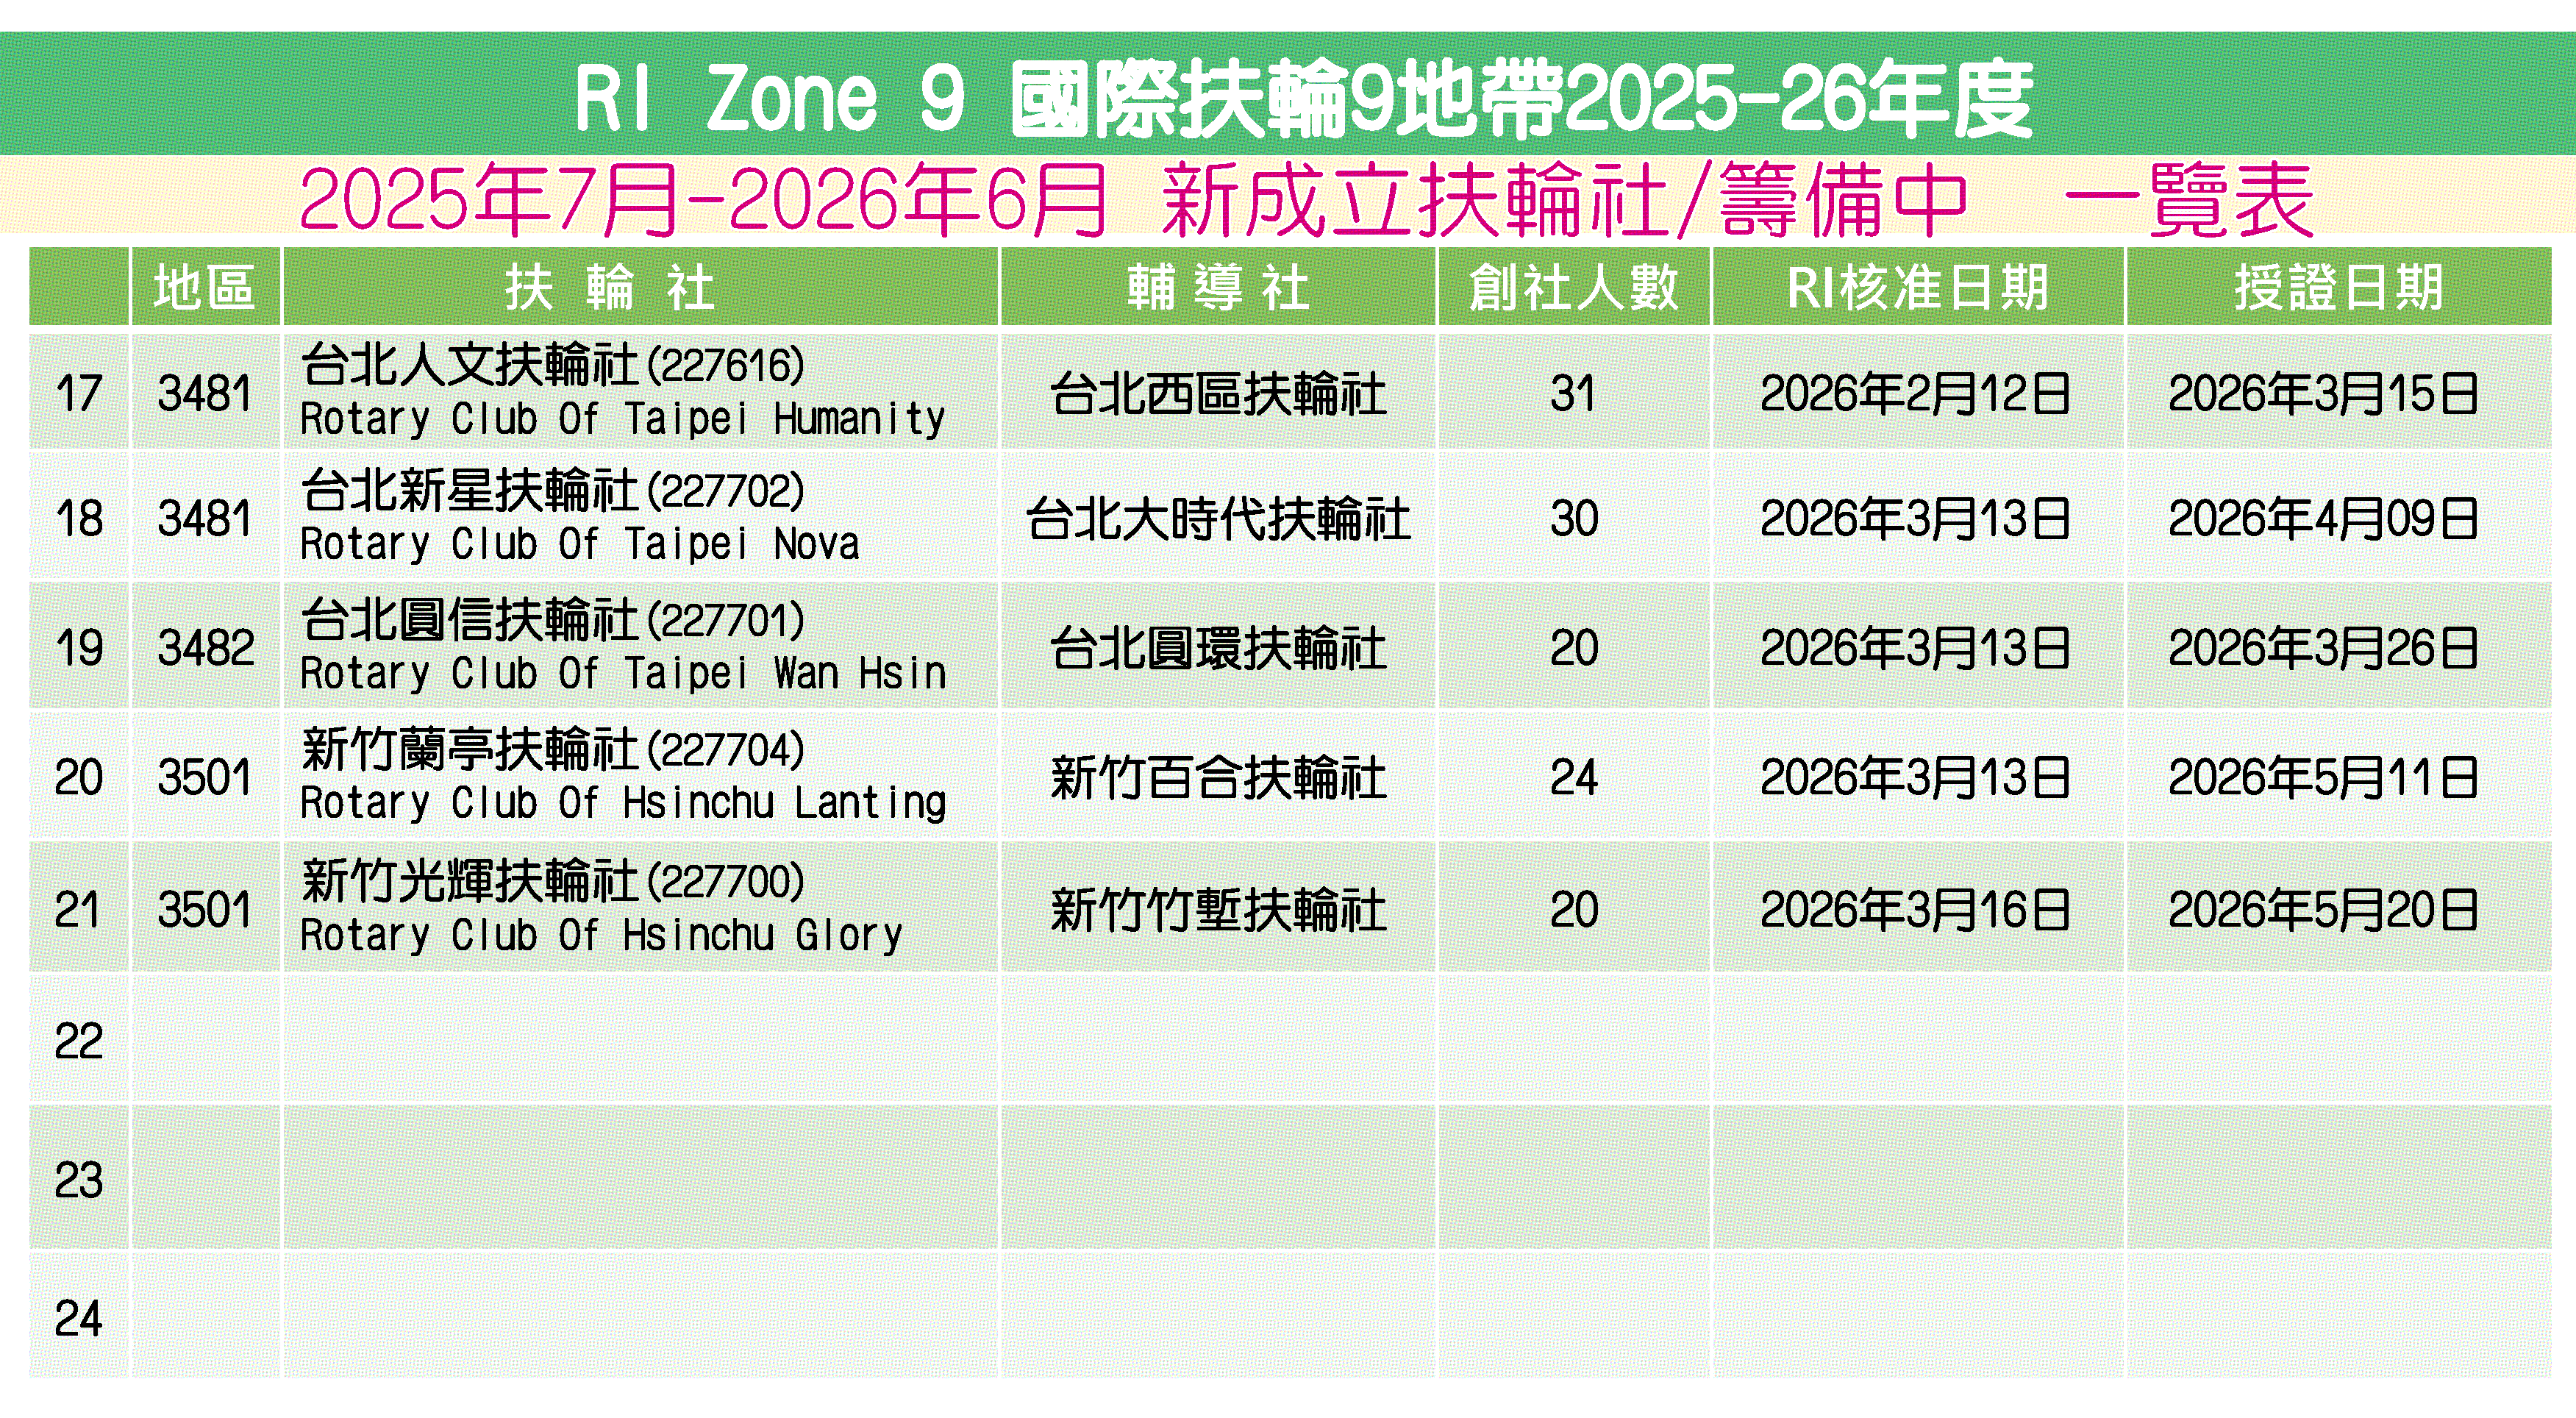 RI Zone 9 國際扶輪9地帶2025-26年度
2025年7月-2026年6月 新成立扶輪社/籌備中 一覽表
地區 扶輪社 輔導社 創社人數 RI核准日期 授證日期
17 3481 台北人文扶輪社(227616) Rotary Club Of Taipei Humanity 台北西區扶輪社 31 2026年2月12日 2026年3月15日
18 3481 台北新星扶輪社(227702) Rotary Club Of Taipei Nova 台北大時代扶輪社 30 2026年3月13日 2026年4月09日
19 3482 台北圓信扶輪社(227701) Rotary Club Of Taipei Wan Hsin 台北圓環扶輪社 20 2026年3月13日 2026年3月26日
20 3501 新竹蘭亭扶輪社(227704) Rotary Club Of Hsinchu Lanting 新竹百合扶輪社 24 2026年3月13日 2026年5月11日
21 3501 新竹光輝扶輪社(227700) Rotary Club Of Hsinchu Glory 新竹竹塹扶輪社 20 2026年3月16日 2026年5月20日
22
23
24